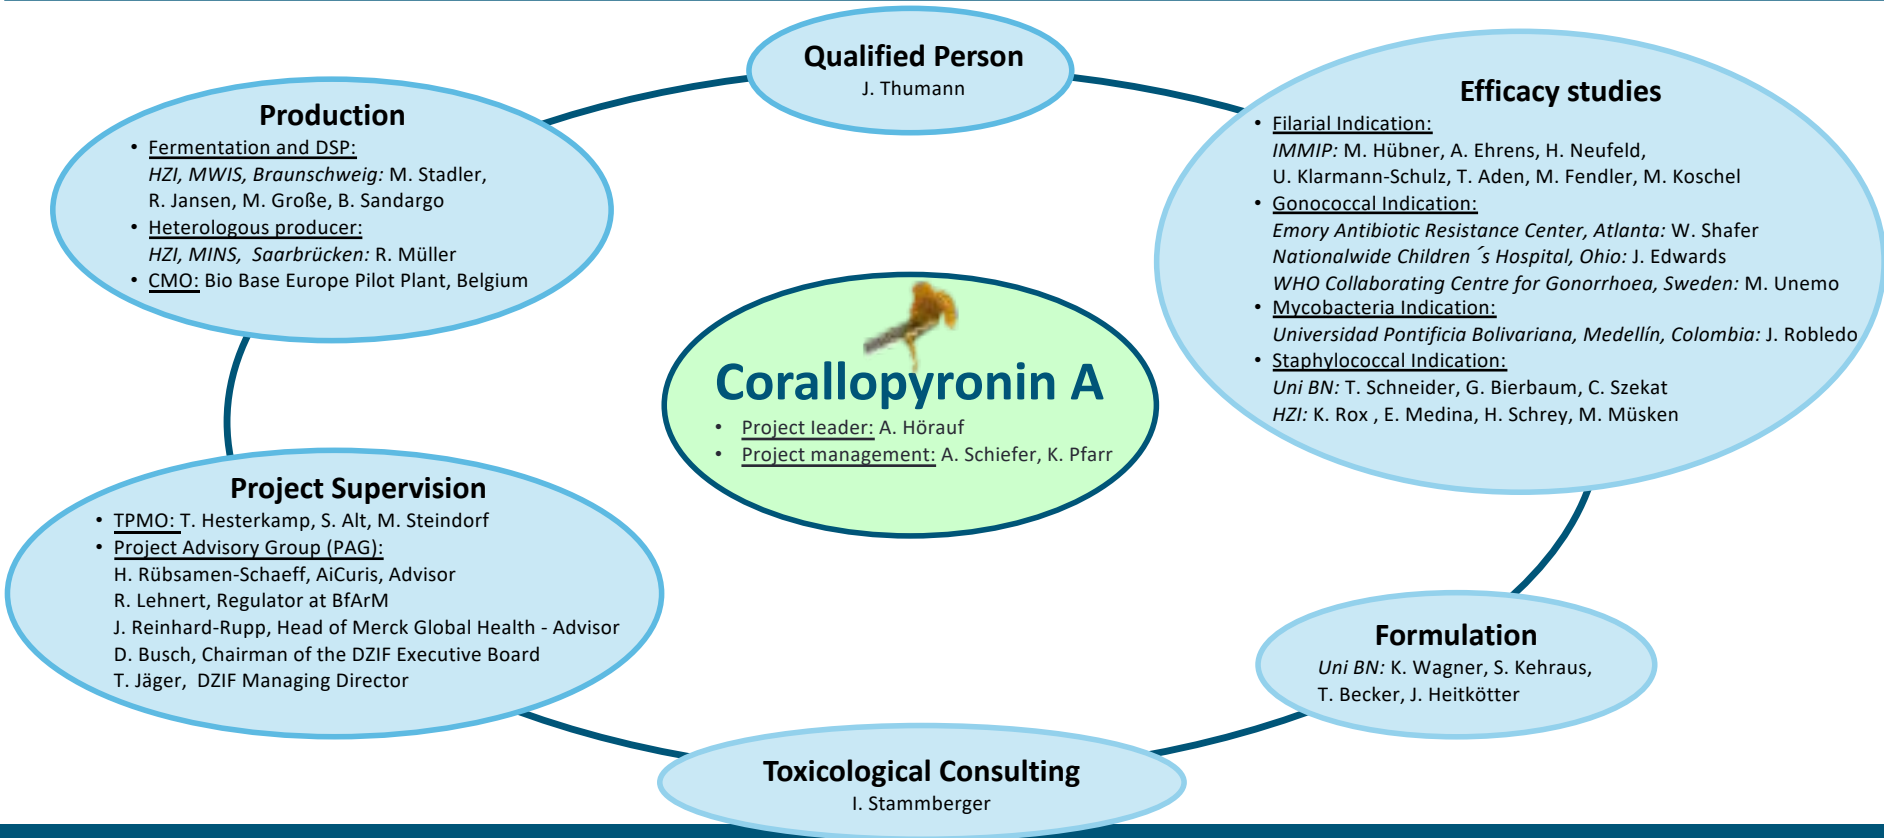 Qualified Person
J. Thumann
Production
• Fermentation and DSP:
HZI, MWIS, Braunschweig: M. Stadler,
R. Jansen, M. Große, B. Sandargo
• Heterologous producer:
HZI, MINS, Saarbrücken: R. Müller
• CMO: Bio Base Europe Pilot Plant, Belgium
Efficacy studies
• Filarial Indication:
IMMIP: M. Hübner, A. Ehrens, H. Neufeld,
U. Klarmann-Schulz, T. Aden, M. Fendler, M. Koschel
• Gonococcal Indication:
Emory Antibiotic Resistance Center, Atlanta: W. Shafer
Nationalwide Children ´s Hospital, Ohio: J. Edwards
WHO Collaborating Centre for Gonorrhoea, Sweden: M. Unemo
• Mycobacteria Indication:
Universidad Pontificia Bolivariana, Medellín, Colombia: J. Robledo
• Staphylococcal Indication:
Uni BN: T. Schneider, G. Bierbaum, C. Szekat
HZI: K. Rox , E. Medina, H. Schrey, M. Müsken
Corallopyronin A
• Project leader: A. Hörauf
• Project management: A. Schiefer, K. Pfarr
Project Supervision
• TPMO: T. Hesterkamp, S. Alt, M. Steindorf
• Project Advisory Group (PAG):
H. Rübsamen-Schaeff, AiCuris, Advisor
R. Lehnert, Regulator at BfArM
J. Reinhard-Rupp, Head of Merck Global Health - Advisor
D. Busch, Chairman of the DZIF Executive Board
T. Jäger, DZIF Managing Director
Formulation
Uni BN: K. Wagner, S. Kehraus,
T. Becker, J. Heitkötter
Toxicological Consulting
I. Stammberger